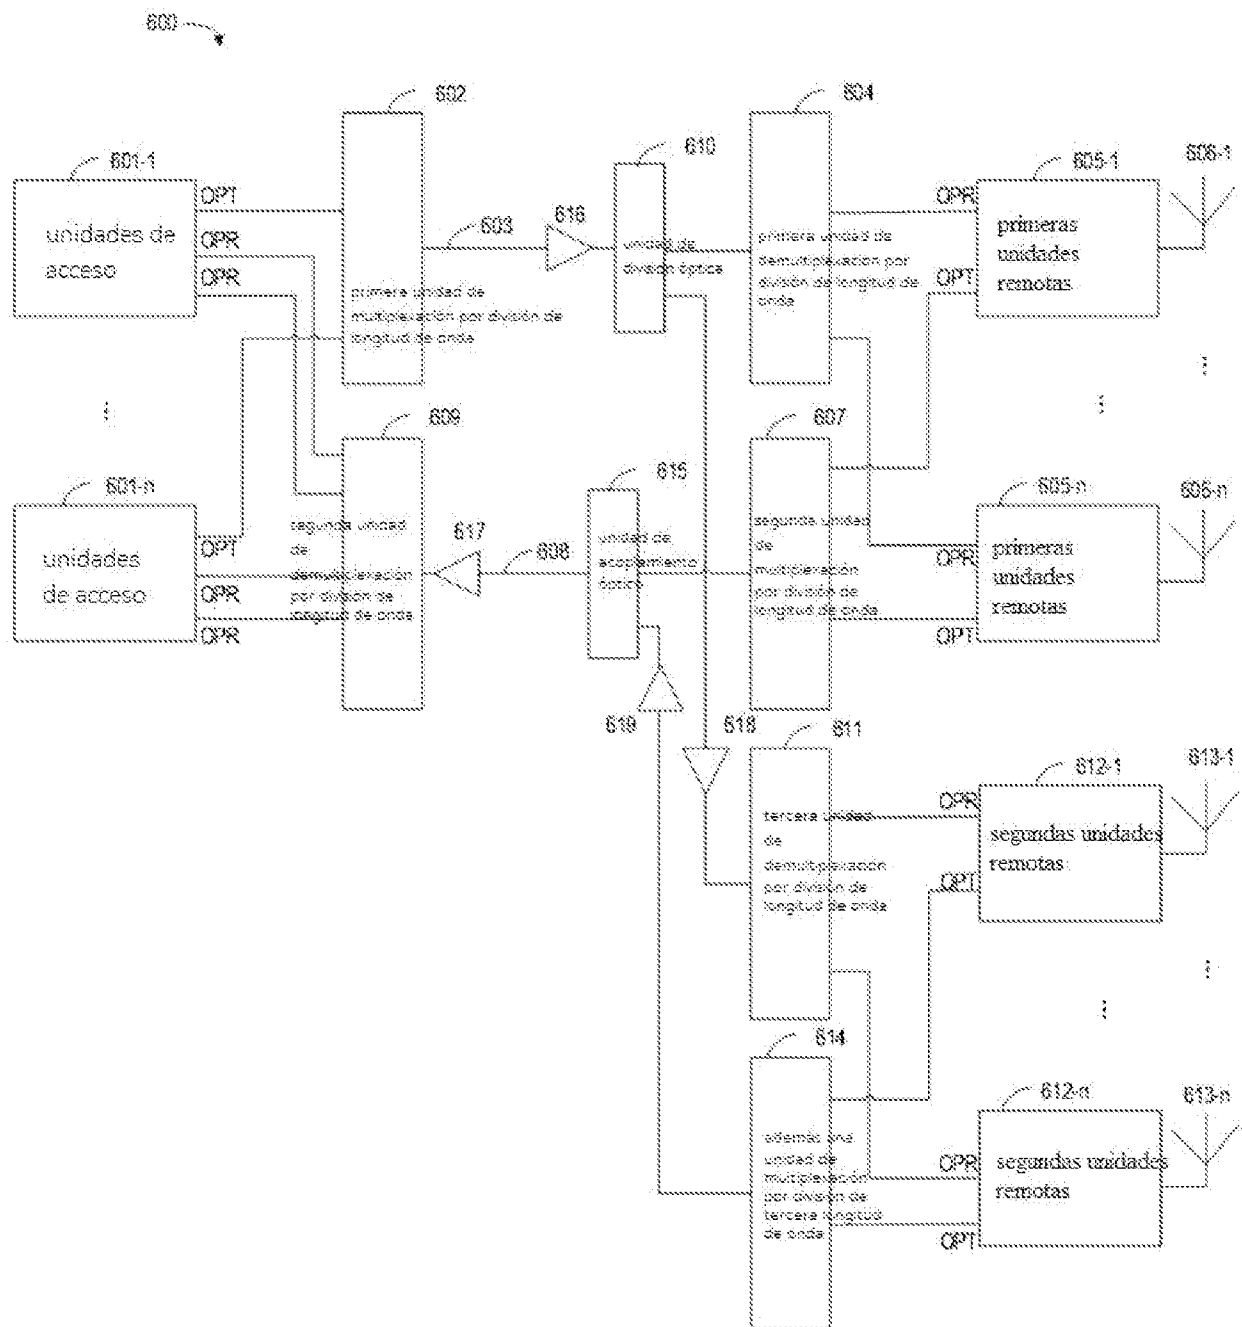 600
602
604
610
601-1
605-1
606-1
OPT
OPR
OPR
unidades de
acceso
603
616
unidad de
división óptica
primera unidad de
demultiplexación por
división de longitud de
onda
OPR
OPT
primeras
unidades
remotas
primera unidad de
multiplexación por división de
longitud de onda
609
607
615
601-n
605-n
606-n
unidades
de acceso
OPT
OPR
OPR
segunda unidad
de
demultiplexación
por división de
longitud de onda
617
608
unidad de
acoplamiento
óptico
segunda unidad
de
multiplexación
por división de
longitud de onda
OPR
OPT
primeras
unidades
remotas
619
618
611
612-1
613-1
tercera unidad
de
demultiplexación
por división de
longitud de onda
OPR
OPT
segundas unidades
remotas
614
612-n
613-n
además una
unidad de
multiplexación
por división de
tercera longitud
de onda
OPR
OPT
segundas unidades
remotas